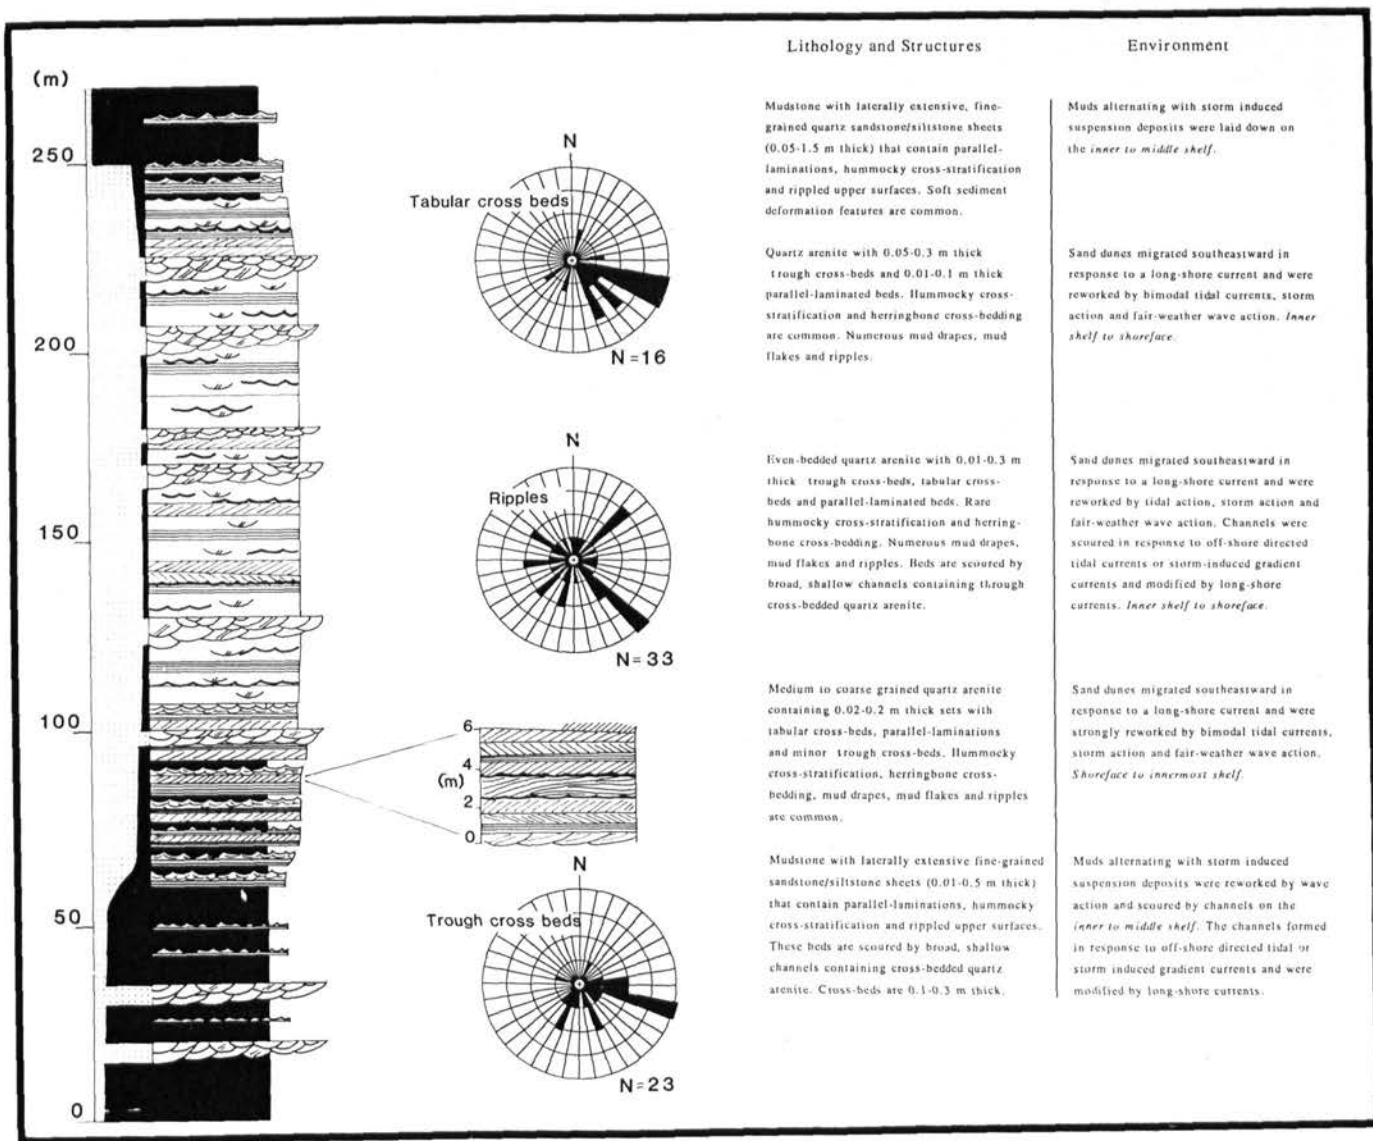 Lithology and Structures
Environment
(m)
250
200
150
100
50
0
N
Tabular cross beds
N=16
N
Ripples
N=33
6
4
(m)
2
0
N
Trough cross beds
N=23
Mudstone with laterally extensive, fine-
grained quartz sandstone/siltstone sheets
(0.05-1.5 m thick) that contain parallel-
laminations, hummocky cross-stratification
and rippled upper surfaces. Soft sediment
deformation features are common.
Muds alternating with storm induced
suspension deposits were laid down on
the inner to middle shelf.
Quartz arenite with 0.05-0.3 m thick
trough cross-beds and 0.01-0.1 m thick
parallel-laminated beds. Hummocky cross-
stratification and herringbone cross-bedding
are common. Numerous mud drapes, mud
flakes and ripples.
Sand dunes migrated southeastward in
response to a long-shore current and were
reworked by bimodal tidal currents, storm
action and fair-weather wave action. Inner
shelf to shoreface.
Even-bedded quartz arenite with 0.01-0.3 m
thick trough cross-beds, tabular cross-
beds and parallel-laminated beds. Rare
hummocky cross-stratification and herring-
bone cross-bedding. Numerous mud drapes,
mud flakes and ripples. Beds are scoured by
broad, shallow channels containing through
cross-bedded quartz arenite.
Sand dunes migrated southeastward in
response to a long-shore current and were
reworked by tidal action, storm action and
fair-weather wave action. Channels were
scoured in response to off-shore directed
tidal currents or storm-induced gradient
currents and modified by long-shore
currents. Inner shelf to shoreface.
Medium to coarse grained quartz arenite
containing 0.02-0.2 m thick sets with
tabular cross-beds, parallel-laminations
and minor trough cross-beds. Hummocky
cross-stratification, herringbone cross-
bedding, mud drapes, mud flakes and ripples
are common.
Sand dunes migrated southeastward in
response to a long-shore current and were
strongly reworked by bimodal tidal currents,
storm action and fair-weather wave action.
Shoreface to innermost shelf.
Mudstone with laterally extensive fine-grained
sandstone/siltstone sheets (0.01-0.5 m thick)
that contain parallel-laminations, hummocky
cross-stratification and rippled upper surfaces.
These beds are scoured by broad, shallow
channels containing cross-bedded quartz
arenite. Cross-beds are 0.1-0.3 m thick.
Muds alternating with storm induced
suspension deposits were reworked by wave
action and scoured by channels on the
inner to middle shelf. The channels formed
in response to off-shore directed tidal or
storm induced gradient currents and were
modified by long-shore currents.